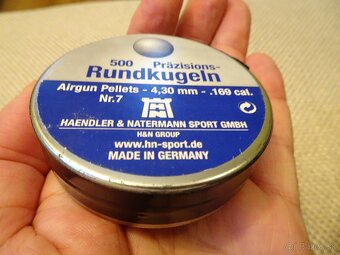 500 Präzisions-
Rundkugeln
Airgun Pellets - 4,30 mm - .169 cal.
Nr.7
HAENDLER & NATERMANN SPORT GMBH
H&N GROUP
www.hn-sport.de
MADE IN GERMANY